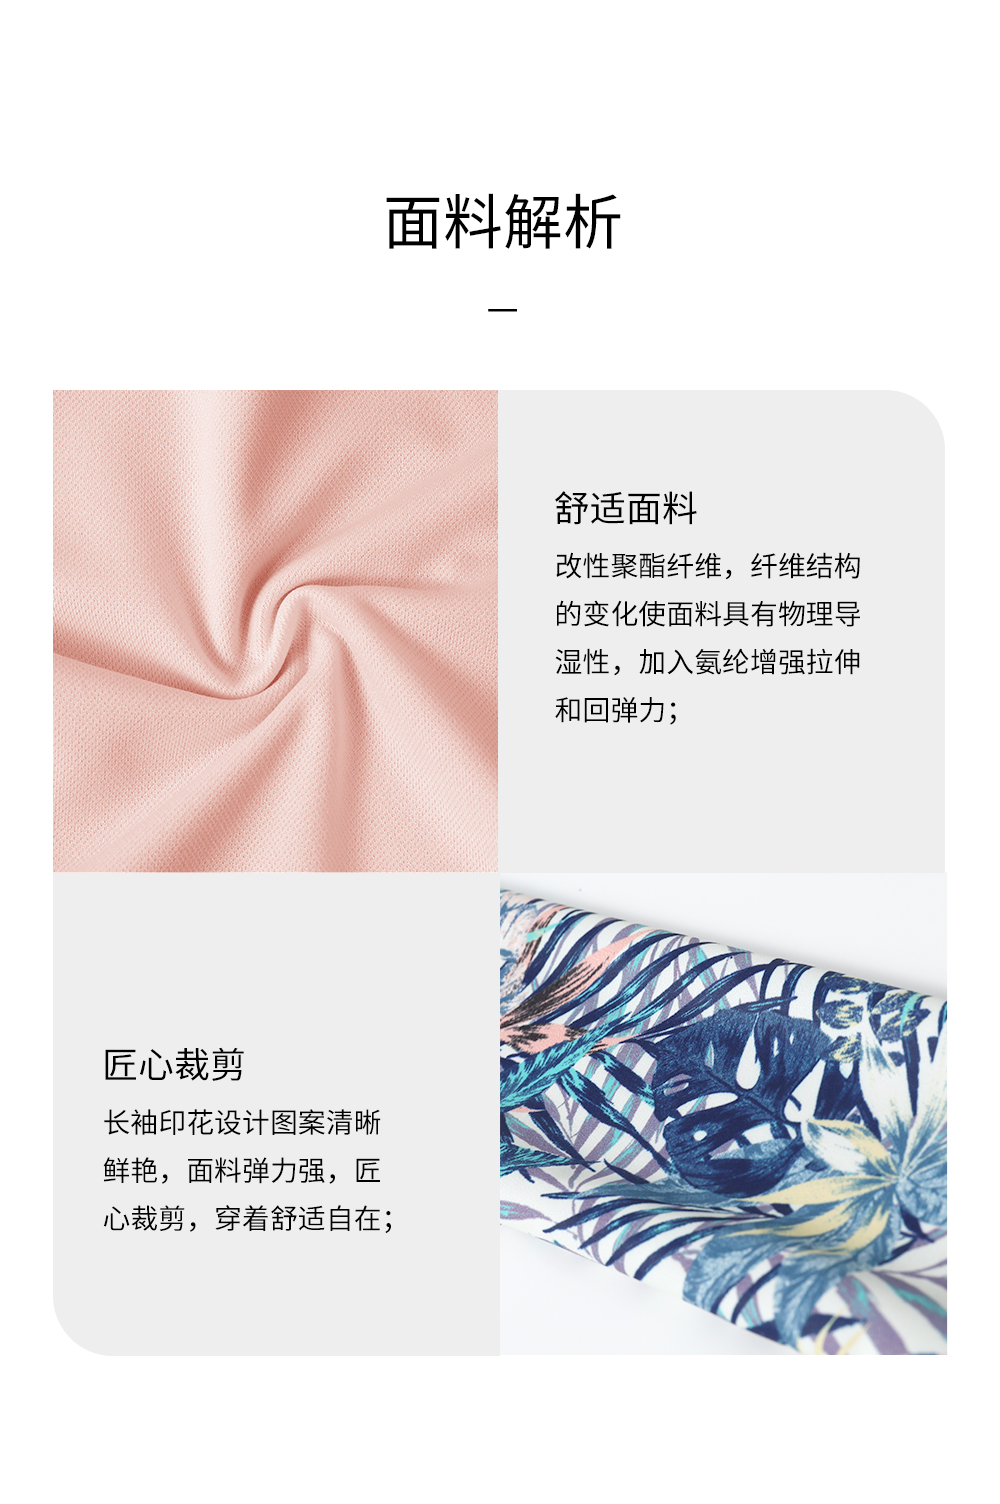 面料解析
舒适面料
改性聚酯纤维，纤维结构
的变化使面料具有物理导
湿性，加入氨纶增强拉伸
和回弹力；
匠心裁剪
长袖印花设计图案清晰
鲜艳，面料弹力强，匠
心裁剪，穿着舒适自在；